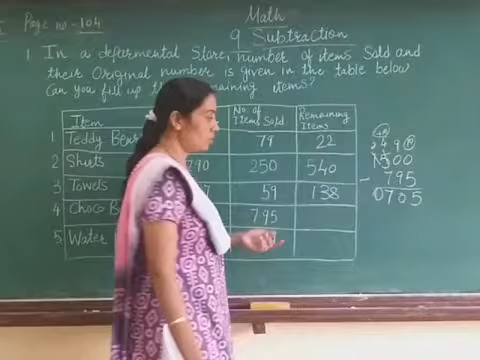 Page no - 104
Math
9 Subtraction
1 In a deparmental Store, number of items Sold and
their Original number is given in the table below
Can you fill up the remaining items?
Item No. of Items Sold Remaining Items
1 Teddy Bears 79 22
2 Shirts 790 250 540
3 Towels 7 59 138
4 Choco B 795
5 Water
1500
- 795
0705